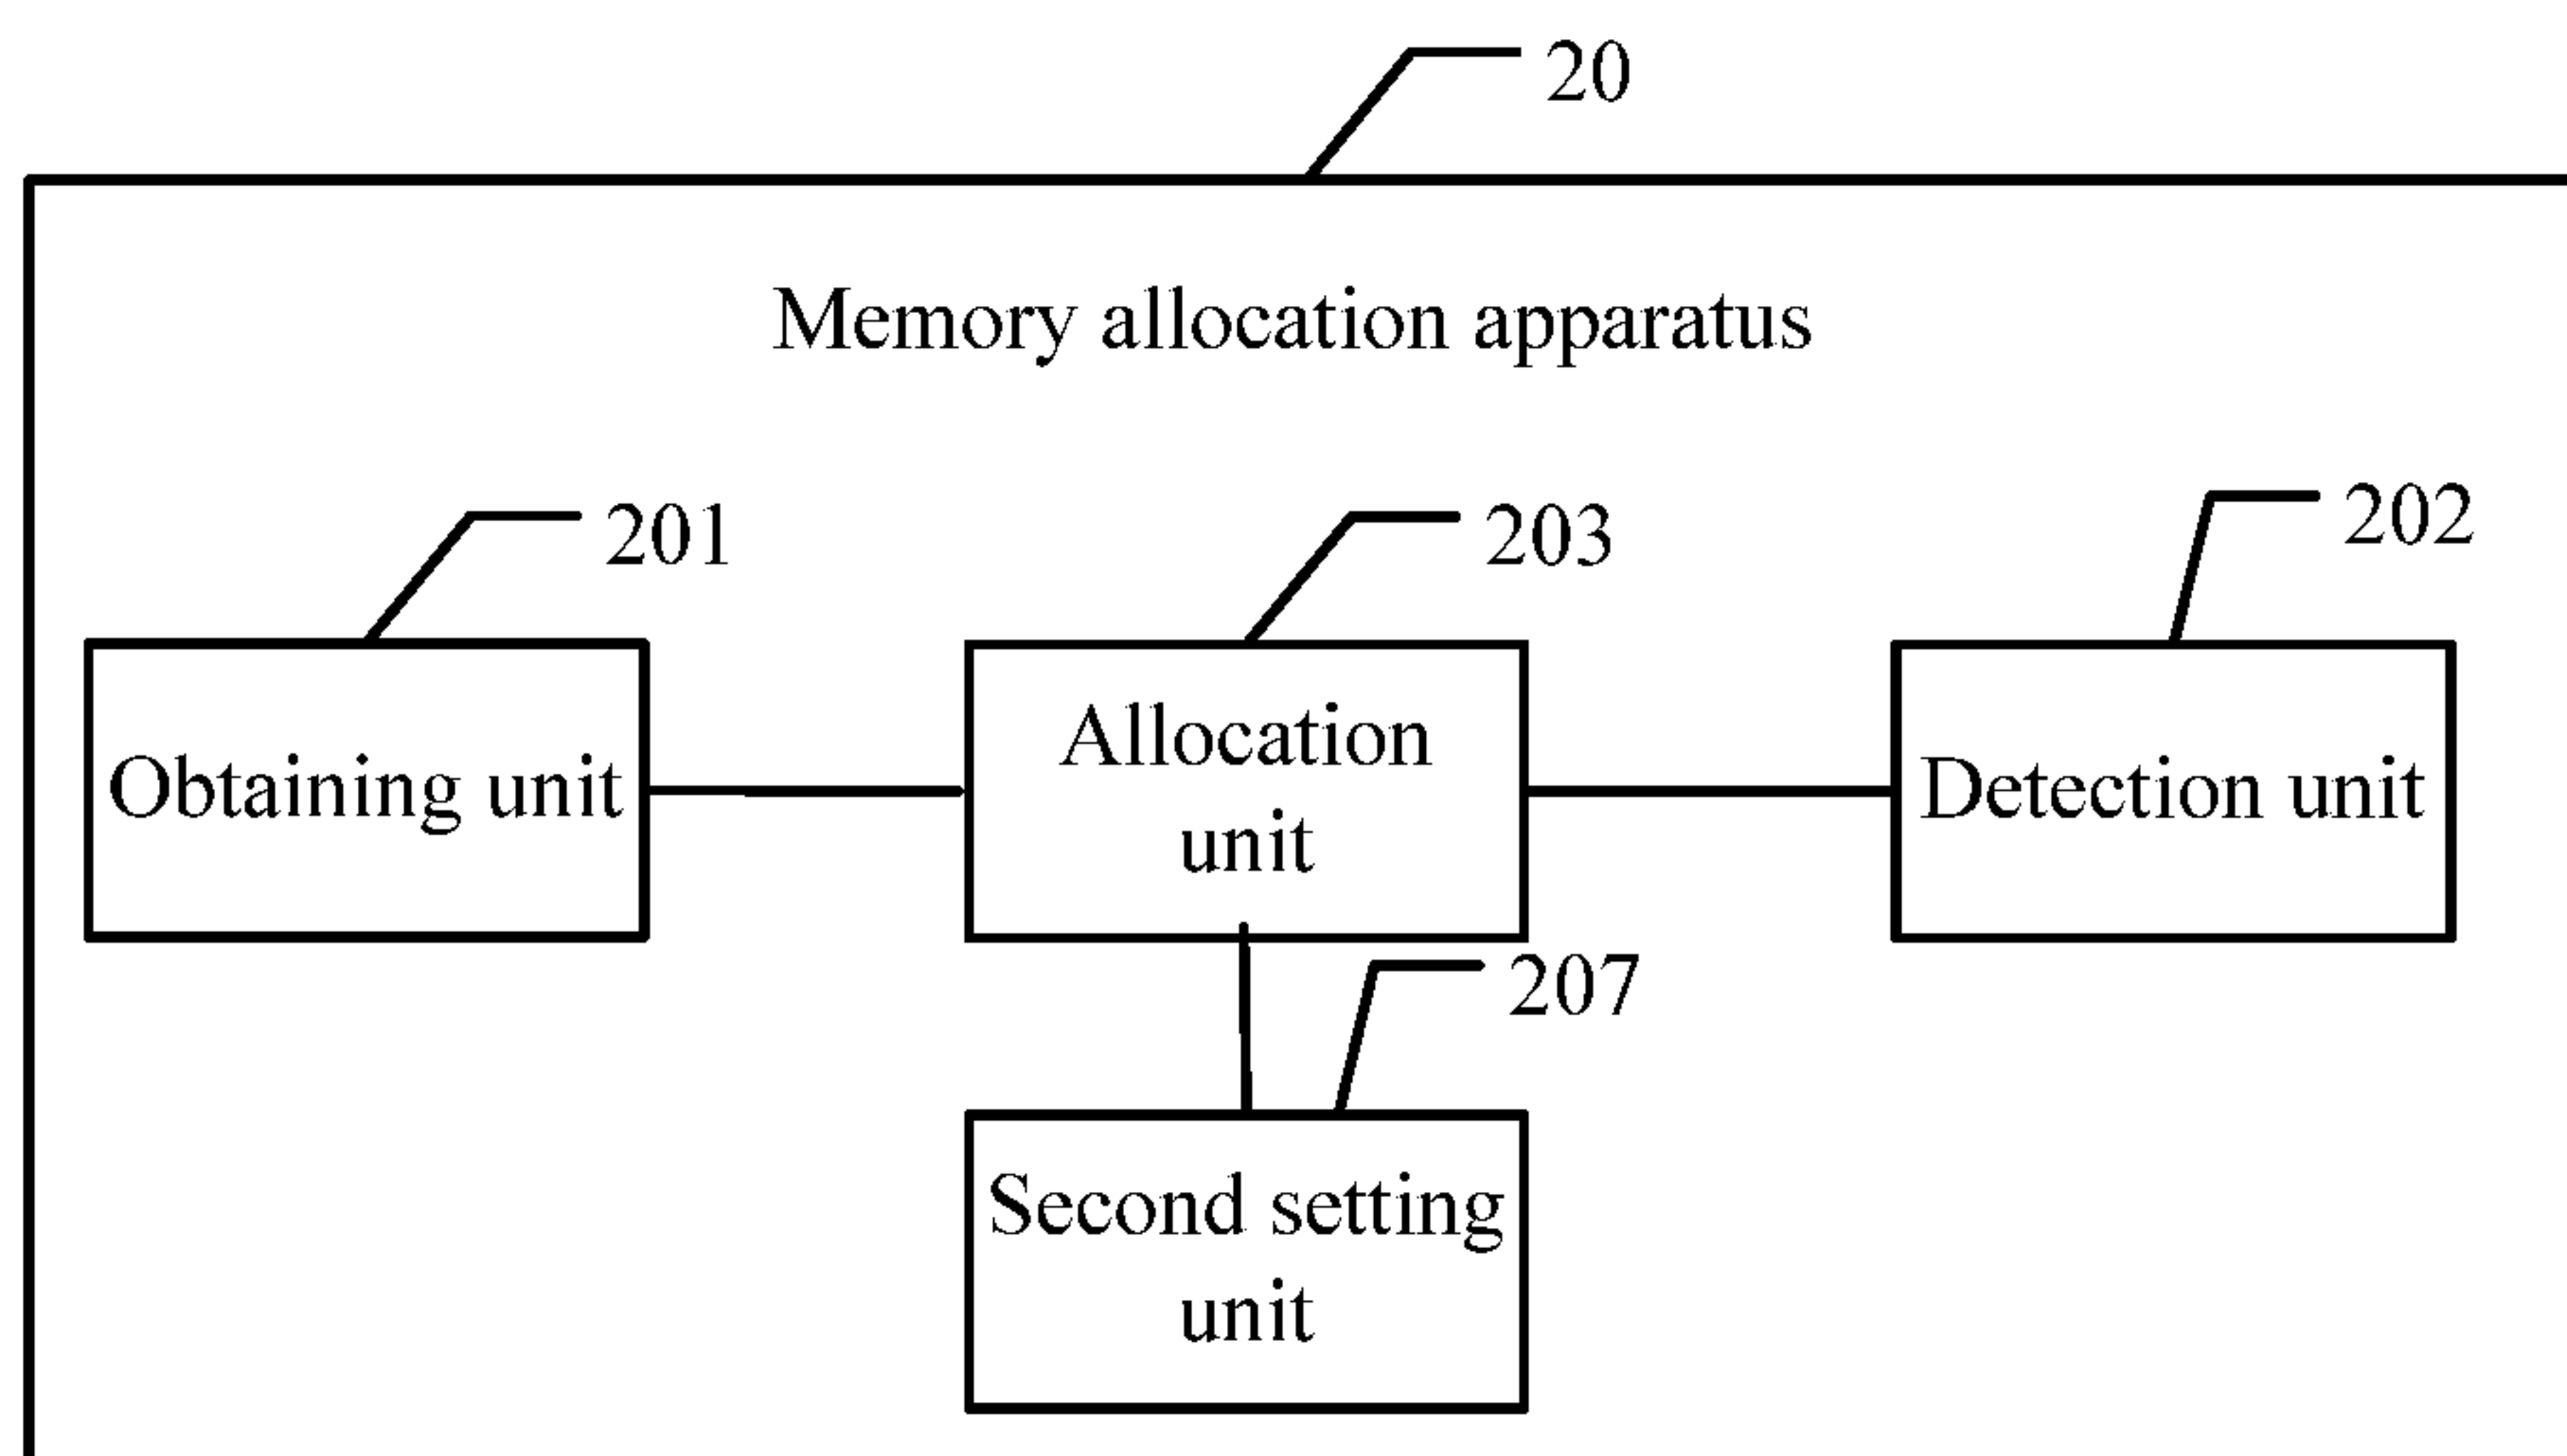 20
Memory allocation apparatus
201
203
202
Obtaining unit
Allocation
unit
Detection unit
207
Second setting
unit